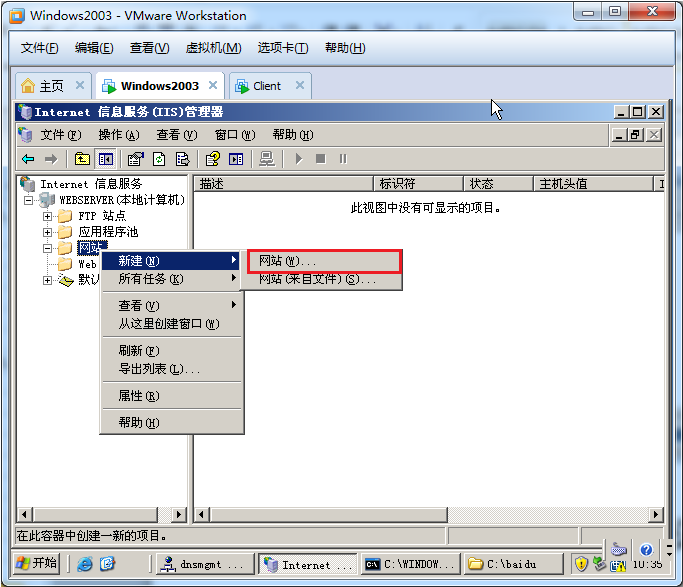 Windows2003 - VMware Workstation
文件(F) 编辑(E) 查看(V) 虚拟机(M) 选项卡(T) 帮助(H)
主页 Windows2003 Client
Internet 信息服务(IIS)管理器
文件(F) 操作(A) 查看(V) 窗口(W) 帮助(H)
Internet 信息服务
WEBSERVER(本地计算机)
FTP 站点
应用程序池
网站
Web
默认
描述 标识符 状态 主机头值
此视图中没有可显示的项目。
新建(N)
所有任务(K)
查看(V)
从这里创建窗口(W)
刷新(F)
导出列表(L)...
属性(R)
帮助(H)
网站(W)...
网站(来自文件)(S)...
在此容器中创建一新的项目。
开始 dnsmgmt ... Internet ... C:\WINDOW... C:\baidu 10:35